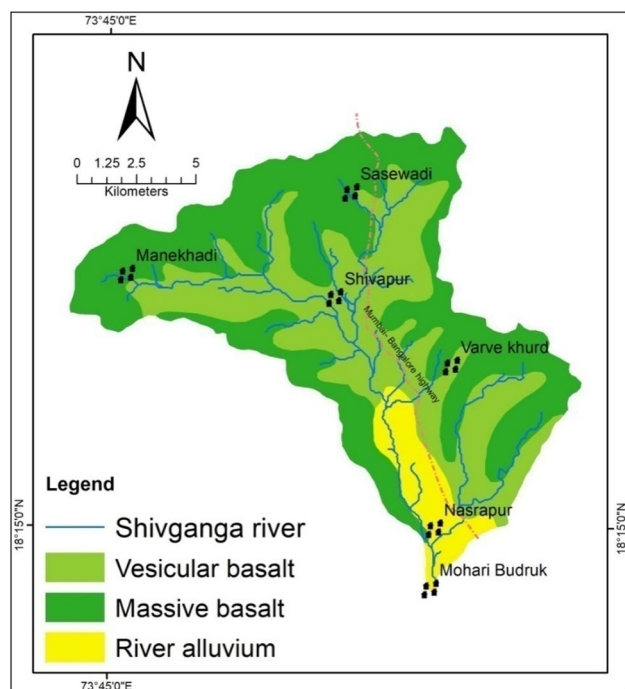 73°45'0"E
N
0 1.25 2.5 5
Kilometers
Sasewadi
Manekhadi
Shivapur
Mumbai- Bangalore highway
Varve khurd
Legend
Nasrapur
18°15'0"N
18°15'0"N
Shivganga river
Mohari Budruk
Vesicular basalt
Massive basalt
River alluvium
73°45'0"E